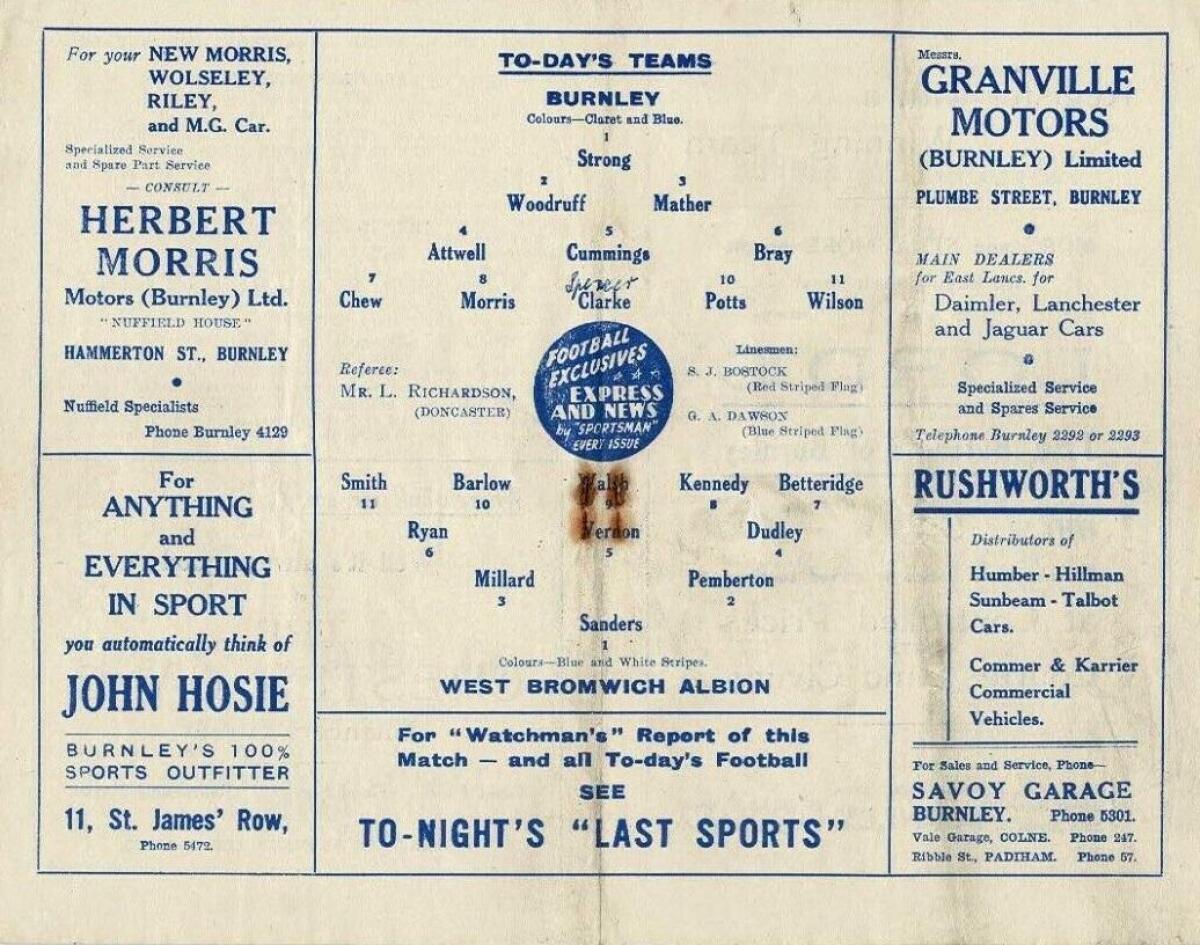 For your NEW MORRIS,
WOLSELEY,
RILEY,
and M.G. Car.
Specialized Service
and Spare Part Service
— CONSULT —
HERBERT
MORRIS
Motors (Burnley) Ltd.
"NUFFIELD HOUSE"
HAMMERTON ST., BURNLEY
Nuffield Specialists
Phone Burnley 4129
For
ANYTHING
and
EVERYTHING
IN SPORT
you automatically think of
JOHN HOSIE
BURNLEY'S 100%
SPORTS OUTFITTER
11, St. James' Row,
Phone 5472.
TO-DAY'S TEAMS
BURNLEY
Colours—Claret and Blue.
1
Strong
2 3
Woodruff Mather
4 5 6
Attwell Cummings Bray
7 8 10 11
Spencer
Chew Morris Clarke Potts Wilson
Referee:
MR. L. RICHARDSON,
(DONCASTER)
FOOTBALL
EXCLUSIVES
EXPRESS
AND NEWS
by "SPORTSMAN"
EVERY ISSUE
Linesmen:
S. J. BOSTOCK
(Red Striped Flag)
G. A. DAWSON
(Blue Striped Flag)
Smith Barlow Walsh Kennedy Betteridge
11 10 9 8 7
Ryan Vernon Dudley
6 5 4
Millard Pemberton
3 2
Sanders
1
Colours—Blue and White Stripes.
WEST BROMWICH ALBION
For "Watchman's" Report of this
Match — and all To-day's Football
SEE
TO-NIGHT'S "LAST SPORTS"
Messrs.
GRANVILLE
MOTORS
(BURNLEY) Limited
PLUMBE STREET, BURNLEY
MAIN DEALERS
for East Lancs. for
Daimler, Lanchester
and Jaguar Cars
Specialized Service
and Spares Service
Telephone Burnley 2292 or 2293
RUSHWORTH'S
Distributors of
Humber - Hillman
Sunbeam - Talbot
Cars.
Commer & Karrier
Commercial
Vehicles.
For Sales and Service, Phone—
SAVOY GARAGE
BURNLEY. Phone 5301.
Vale Garage, COLNE. Phone 247.
Ribble St., PADIHAM. Phone 57.